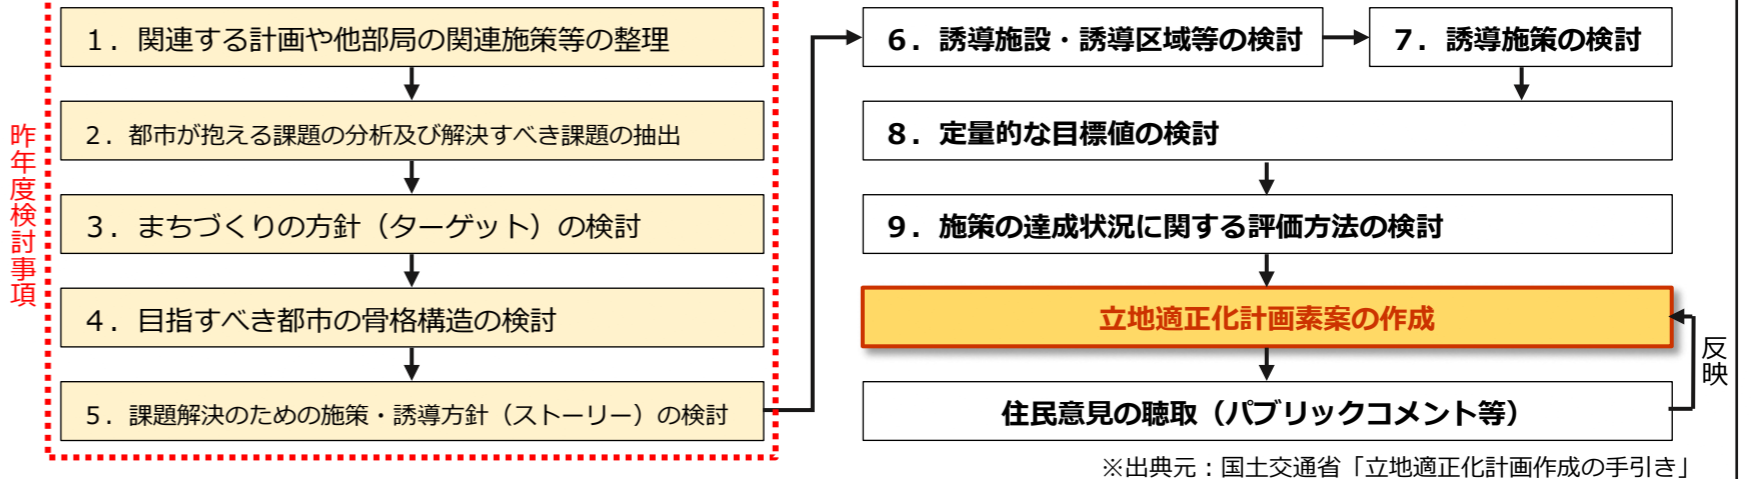 昨年度検討事項
1．関連する計画や他部局の関連施策等の整理
2．都市が抱える課題の分析及び解決すべき課題の抽出
3．まちづくりの方針（ターゲット）の検討
4．目指すべき都市の骨格構造の検討
5．課題解決のための施策・誘導方針（ストーリー）の検討
6．誘導施設・誘導区域等の検討
7．誘導施策の検討
8．定量的な目標値の検討
9．施策の達成状況に関する評価方法の検討
立地適正化計画素案の作成
住民意見の聴取（パブリックコメント等）
反映
※出典元：国土交通省「立地適正化計画作成の手引き」